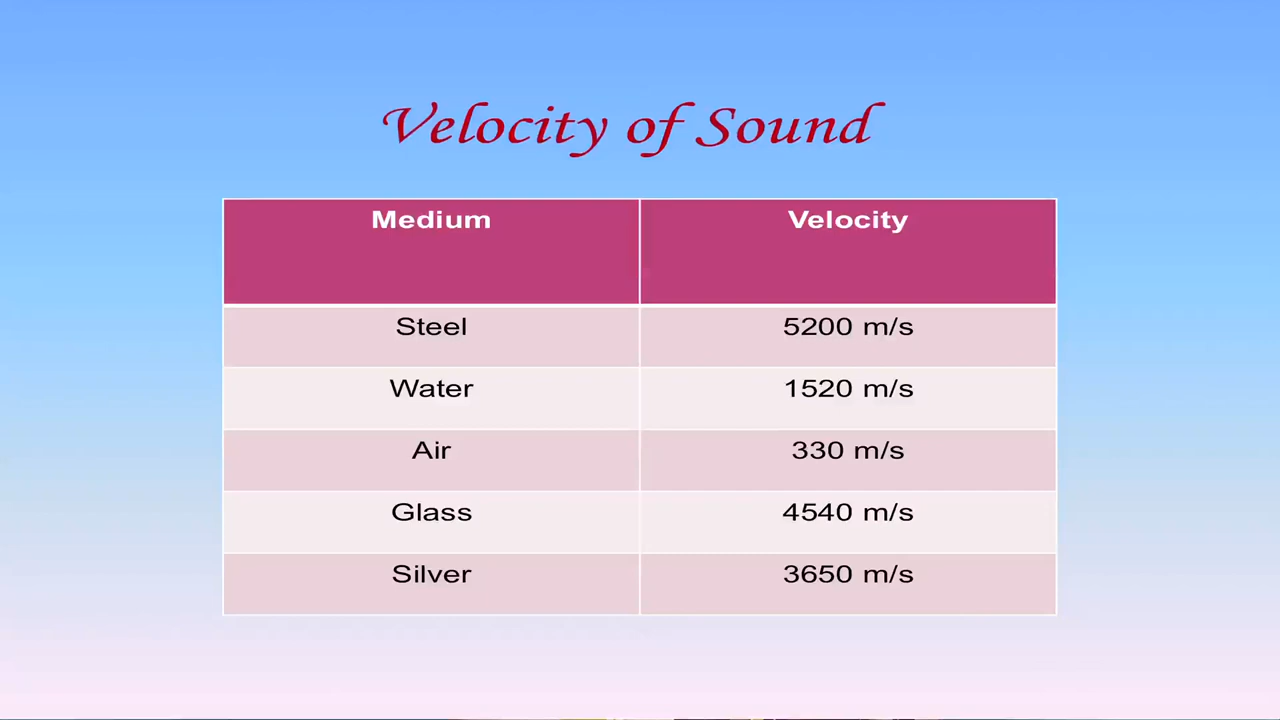 Velocity of Sound
Medium Velocity
Steel 5200 m/s
Water 1520 m/s
Air 330 m/s
Glass 4540 m/s
Silver 3650 m/s